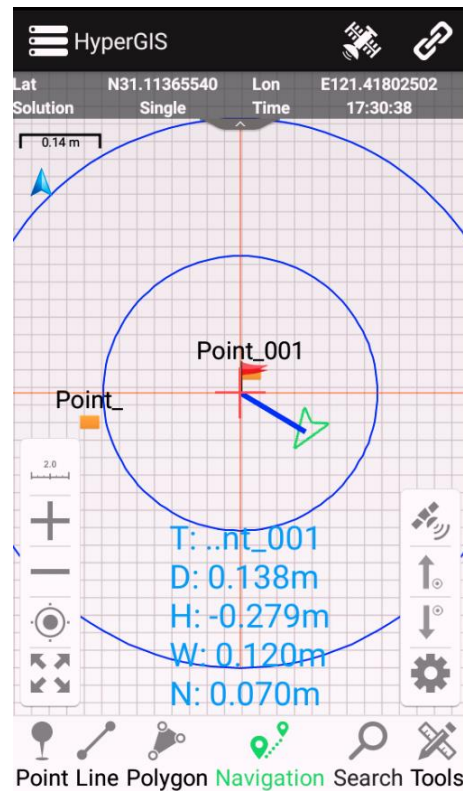 HyperGIS
Lat N31.11365540 Lon E121.41802502
Solution Single Time 17:30:38
0.14 m
Point_001
Point_
2.0
T: ..nt_001
D: 0.138m
H: -0.279m
W: 0.120m
N: 0.070m
Point Line Polygon Navigation Search Tools